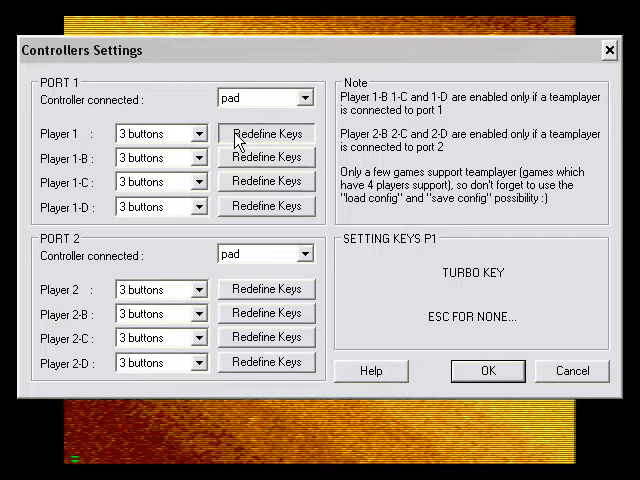 Controllers Settings
PORT 1
Controller connected :
pad
Player 1 :
3 buttons
Redefine Keys
Player 1-B :
3 buttons
Redefine Keys
Player 1-C :
3 buttons
Redefine Keys
Player 1-D :
3 buttons
Redefine Keys
Note
Player 1-B 1-C and 1-D are enabled only if a teamplayer
is connected to port 1
Player 2-B 2-C and 2-D are enabled only if a teamplayer
is connected to port 2
Only a few games support teamplayer (games which
have 4 players support), so don't forget to use the
"load config" and "save config" possibility :)
PORT 2
Controller connected :
pad
Player 2 :
3 buttons
Redefine Keys
Player 2-B :
3 buttons
Redefine Keys
Player 2-C :
3 buttons
Redefine Keys
Player 2-D :
3 buttons
Redefine Keys
SETTING KEYS P1
TURBO KEY
ESC FOR NONE...
Help
OK
Cancel